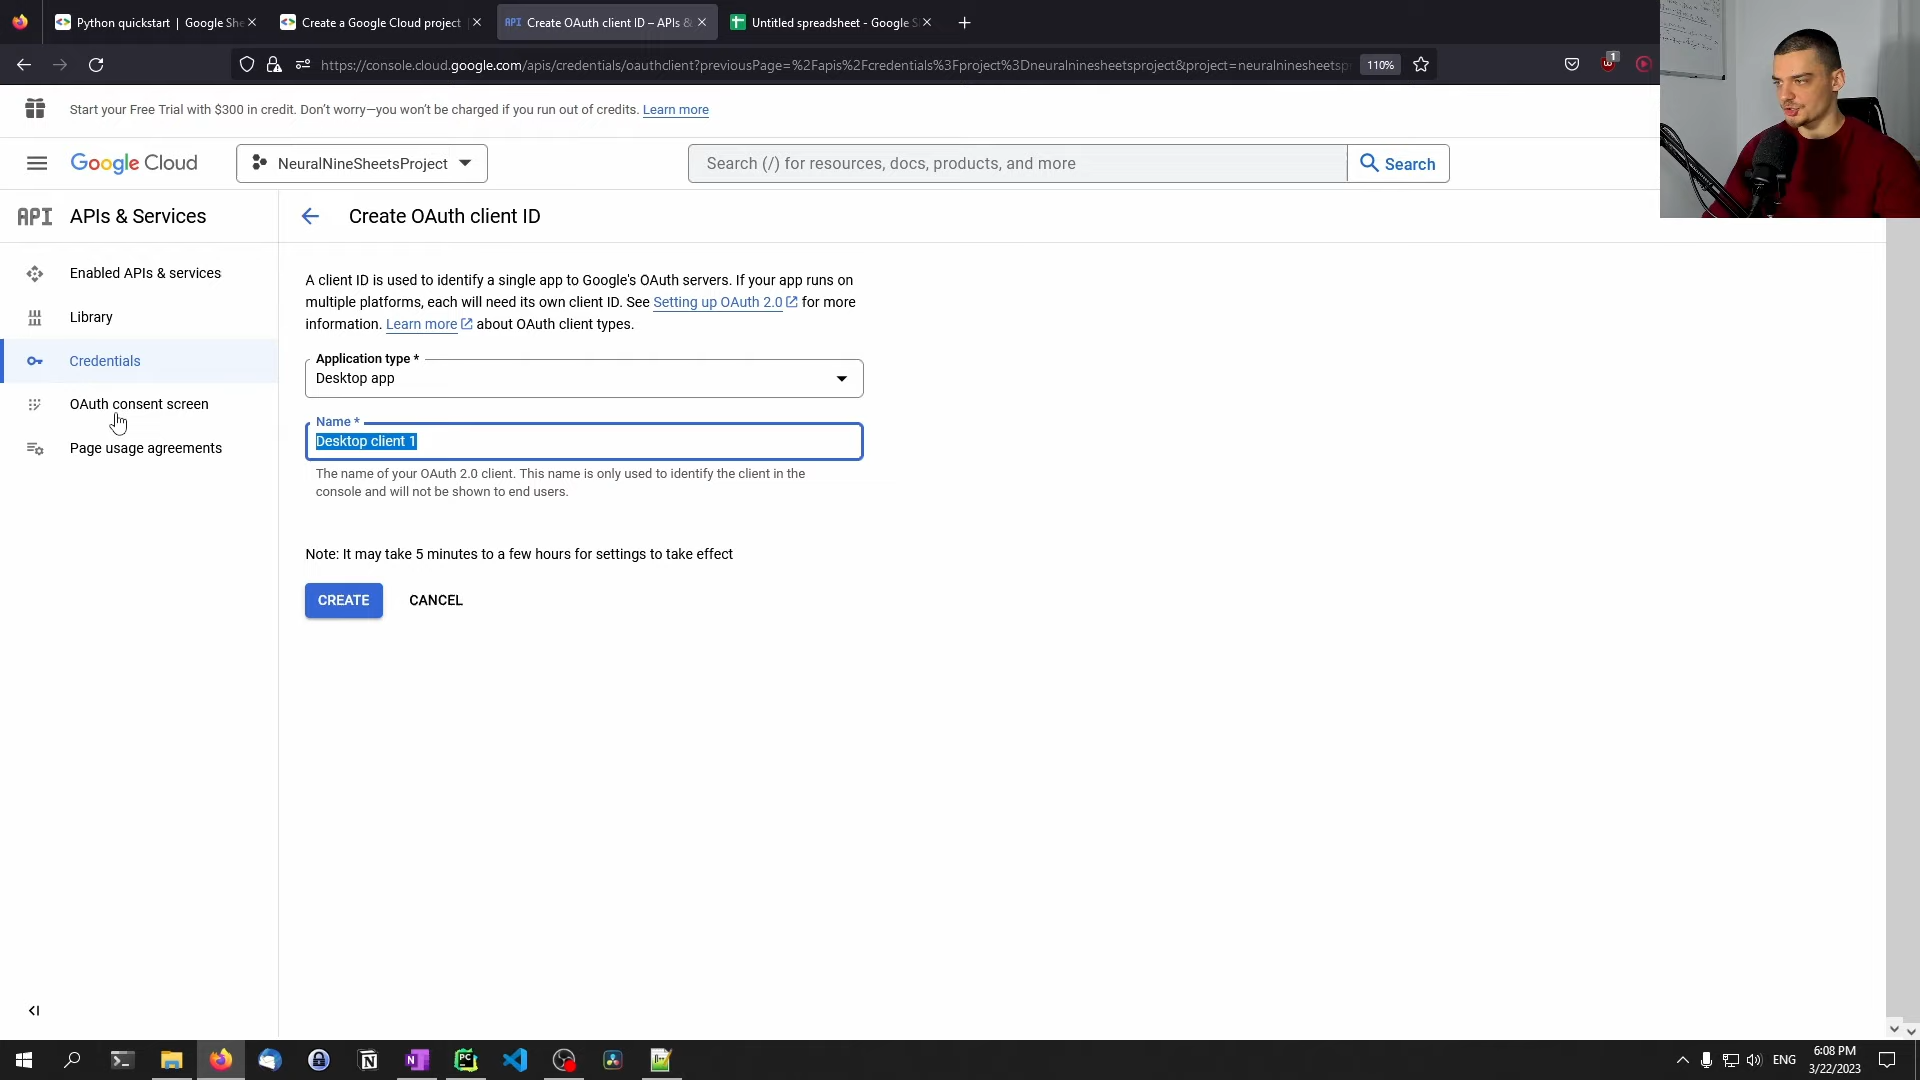 Python quickstart | Google She
Create a Google Cloud project
API Create OAuth client ID – APIs &
Untitled spreadsheet - Google S
https://console.cloud.google.com/apis/credentials/oauthclient?previousPage=%2Fapis%2Fcredentials%3Fproject%3Dneuralninesheetsproject&project=neuralninesheetsp
110%
1
Start your Free Trial with $300 in credit. Don't worry—you won't be charged if you run out of credits. Learn more
Google Cloud
NeuralNineSheetsProject
Search (/) for resources, docs, products, and more
Search
API APIs & Services
Enabled APIs & services
Library
Credentials
OAuth consent screen
Page usage agreements
Create OAuth client ID
A client ID is used to identify a single app to Google's OAuth servers. If your app runs on
multiple platforms, each will need its own client ID. See Setting up OAuth 2.0 for more
information. Learn more about OAuth client types.
Application type *
Desktop app
Name *
Desktop client 1
The name of your OAuth 2.0 client. This name is only used to identify the client in the
console and will not be shown to end users.
Note: It may take 5 minutes to a few hours for settings to take effect
CREATE
CANCEL
ENG
6:08 PM
3/22/2023